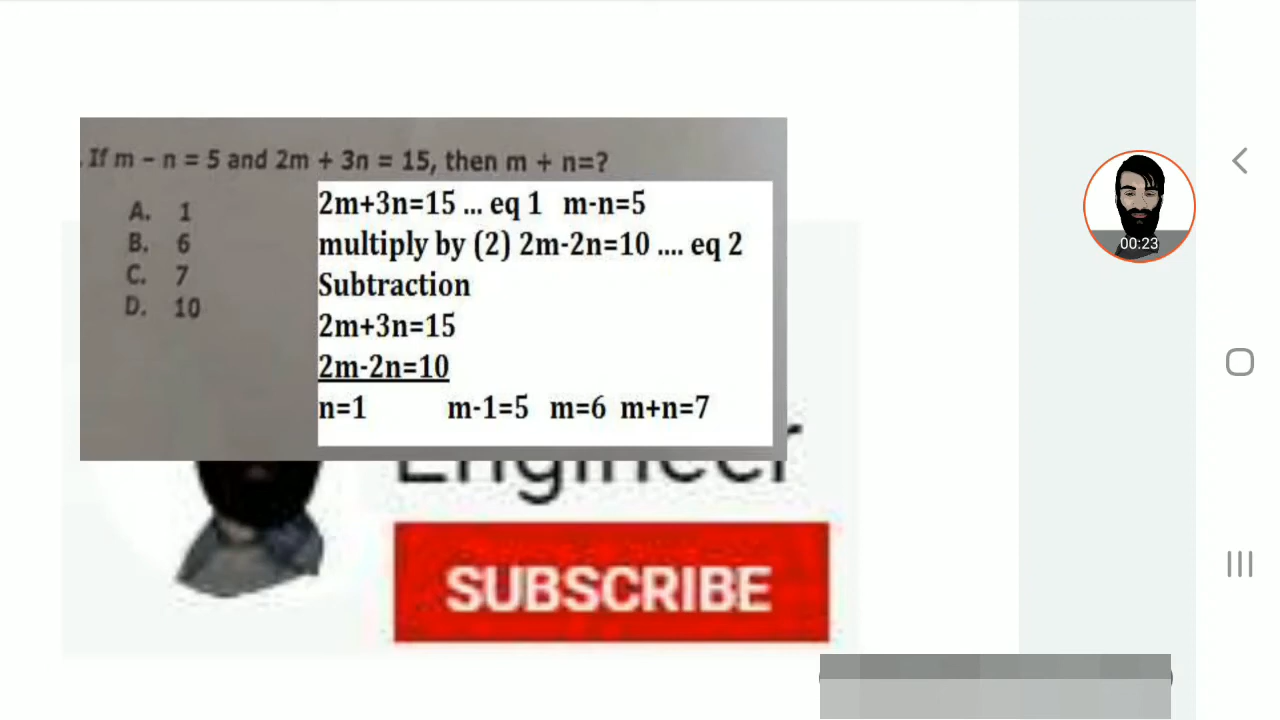 . If m – n = 5 and 2m + 3n = 15, then m + n=?
A. 1
B. 6
C. 7
D. 10
2m+3n=15 ... eq 1 m-n=5
multiply by (2) 2m-2n=10 .... eq 2
Subtraction
2m+3n=15
2m-2n=10
n=1 m-1=5 m=6 m+n=7
Engineer
SUBSCRIBE
00:23